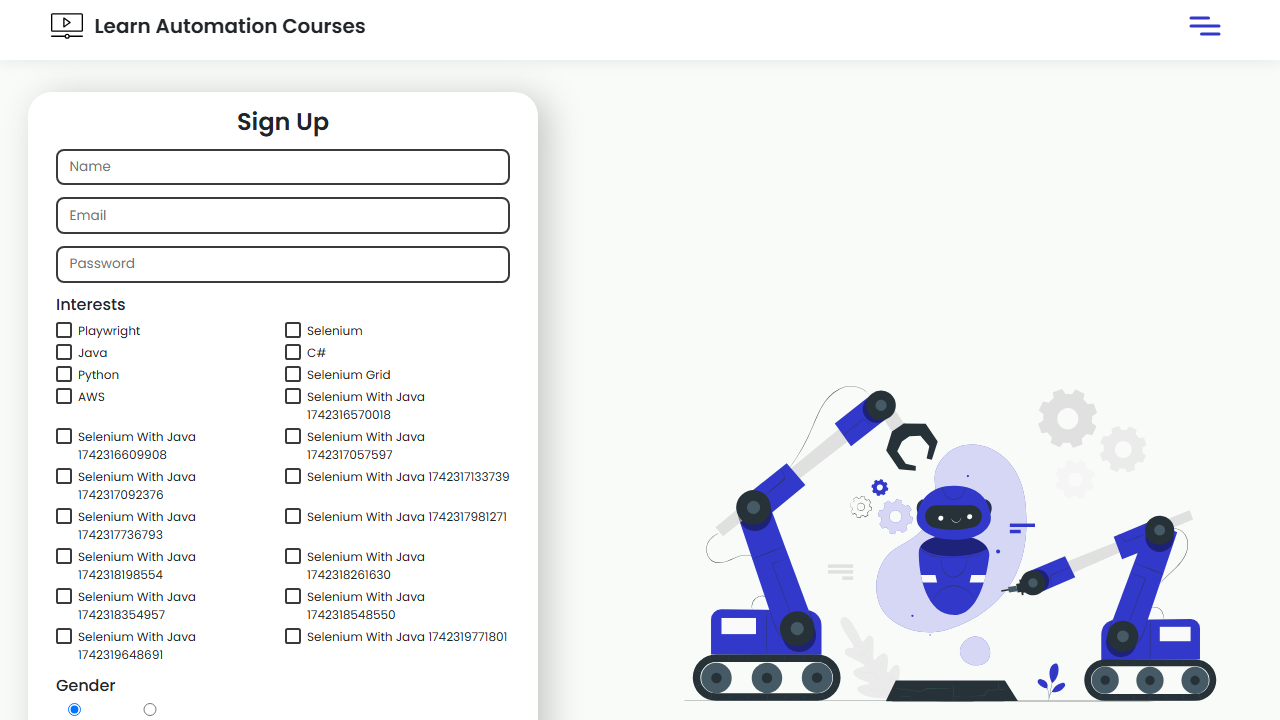 Learn Automation Courses
Sign Up
Name
Email
Password
Interests
Playwright
Selenium
Java
C#
Python
Selenium Grid
AWS
Selenium With Java
1742316570018
Selenium With Java
1742316609908
Selenium With Java
1742317057597
Selenium With Java
1742317092376
Selenium With Java 1742317133739
Selenium With Java
1742317736793
Selenium With Java 1742317981271
Selenium With Java
1742318198554
Selenium With Java
1742318261630
Selenium With Java
1742318354957
Selenium With Java
1742318548550
Selenium With Java
1742319648691
Selenium With Java 1742319771801
Gender